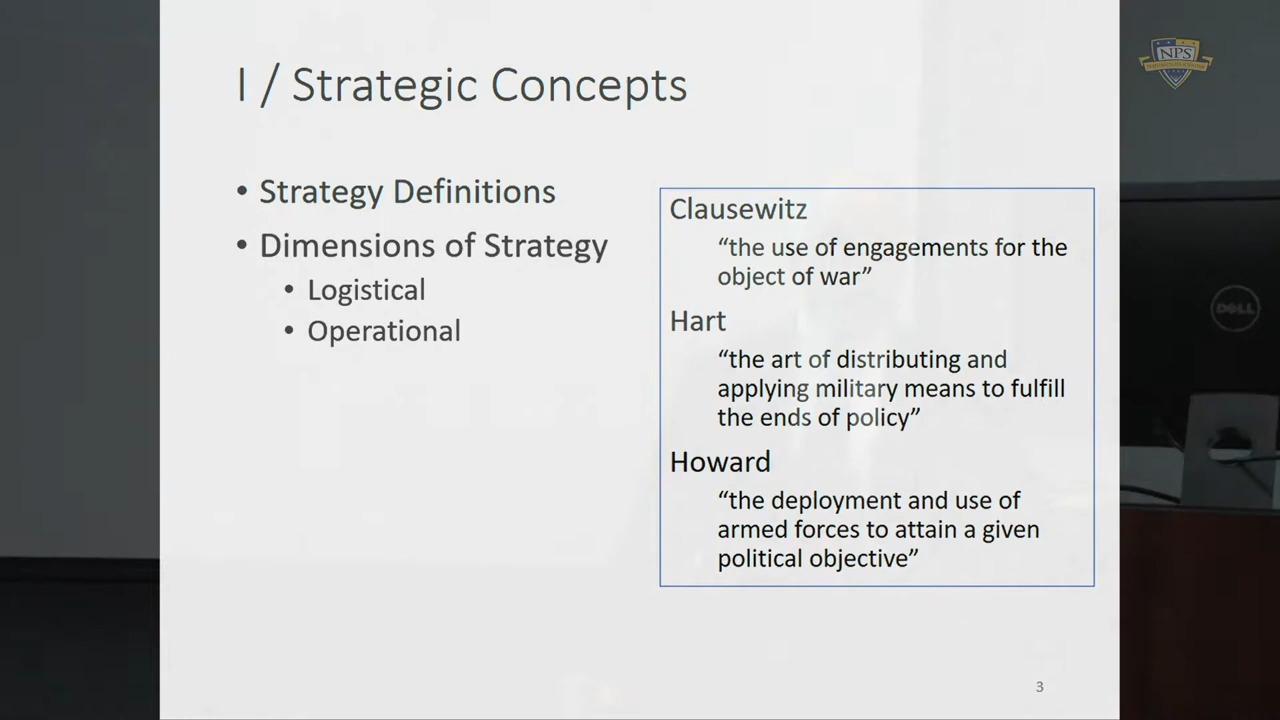 I / Strategic Concepts
• Strategy Definitions
• Dimensions of Strategy
• Logistical
• Operational
Clausewitz
“the use of engagements for the
object of war”
Hart
“the art of distributing and
applying military means to fulfill
the ends of policy”
Howard
“the deployment and use of
armed forces to attain a given
political objective”
3
NPS
DELL